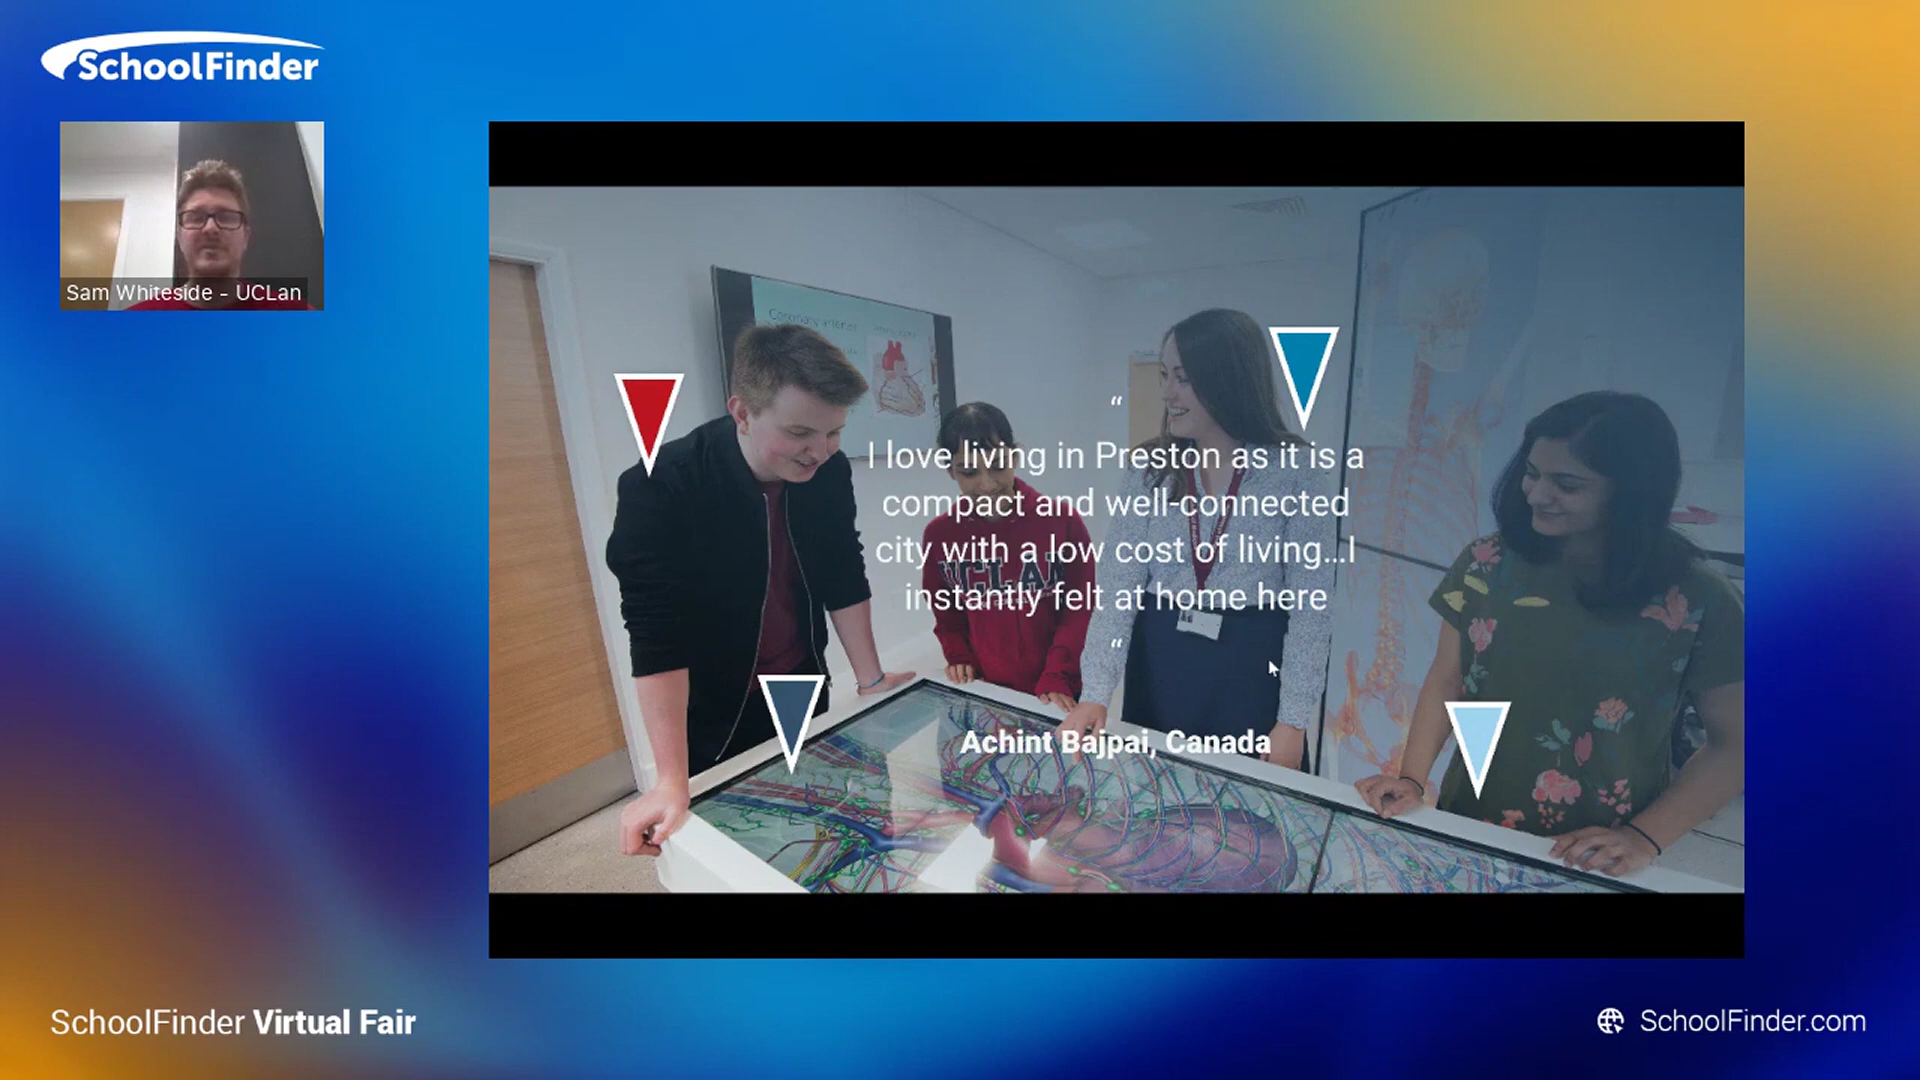 SchoolFinder
Sam Whiteside - UCLan
“
I love living in Preston as it is a
compact and well-connected
city with a low cost of living...I
instantly felt at home here
“
Achint Bajpai, Canada
UCLAN
SchoolFinder Virtual Fair
SchoolFinder.com